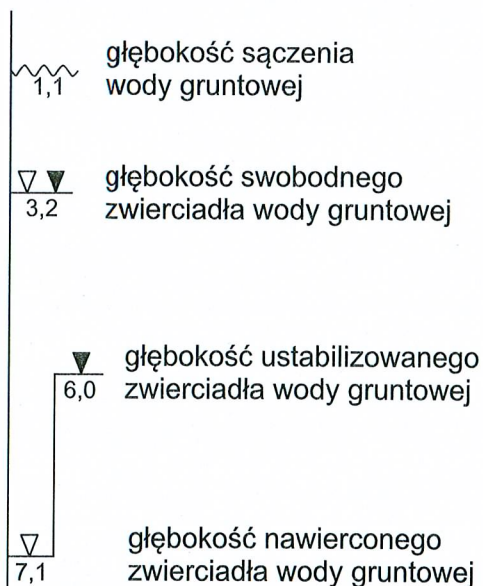 głębokość sączenia
1,1 wody gruntowej
głębokość swobodnego
3,2 zwierciadła wody gruntowej
głębokość ustabilizowanego
6,0 zwierciadła wody gruntowej
głębokość nawierconego
7,1 zwierciadła wody gruntowej